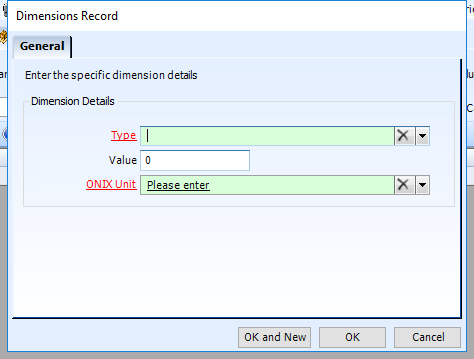 Dimensions Record
General
Enter the specific dimension details
Dimension Details
Type
Value 0
ONIX Unit Please enter
OK and New OK Cancel